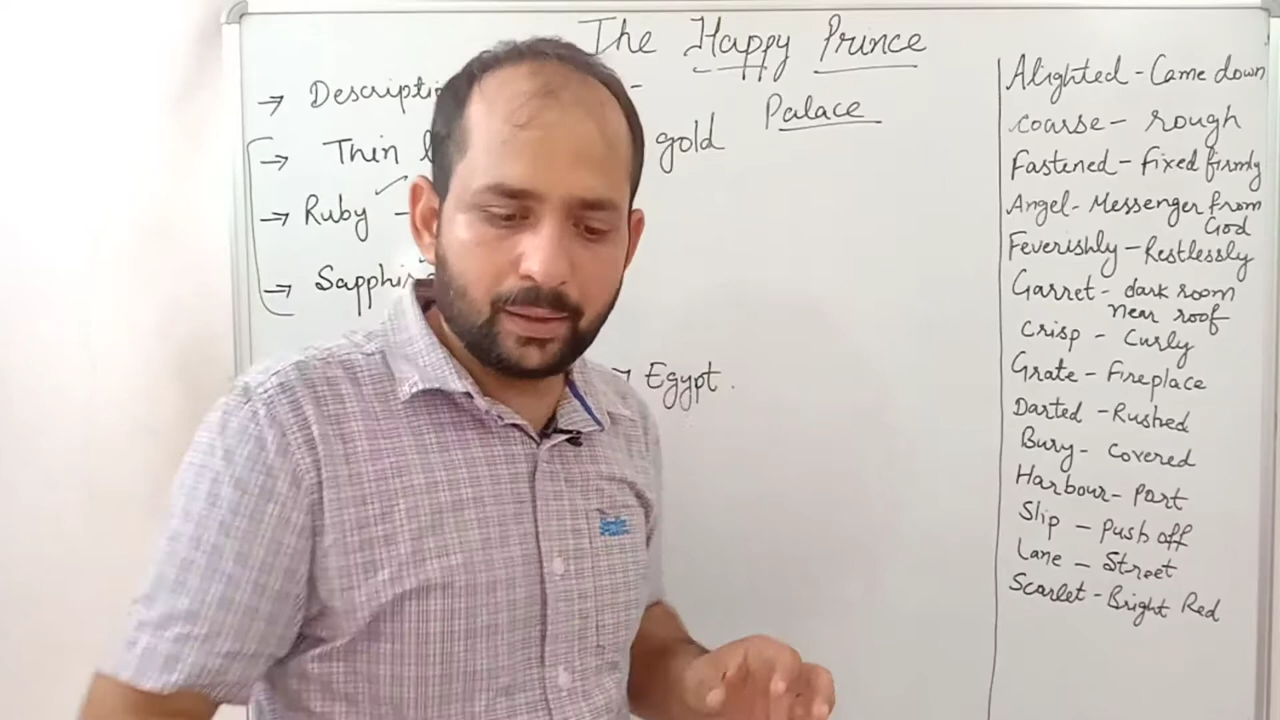 The Happy Prince
→ Descripti -
Palace
→ Thin gold
→ Ruby -
→ Sapphir
→ Egypt.
Alighted - Came down
coarse - rough
Fastened - fixed firmly
Angel - Messenger from
God
Feverishly - Restlessly
Garret - dark room
near roof
Crisp - Curly
Grate - Fireplace
Darted - Rushed
Bury - Covered
Harbour - Port
Slip - Push off
Lane - Street
Scarlet - Bright Red